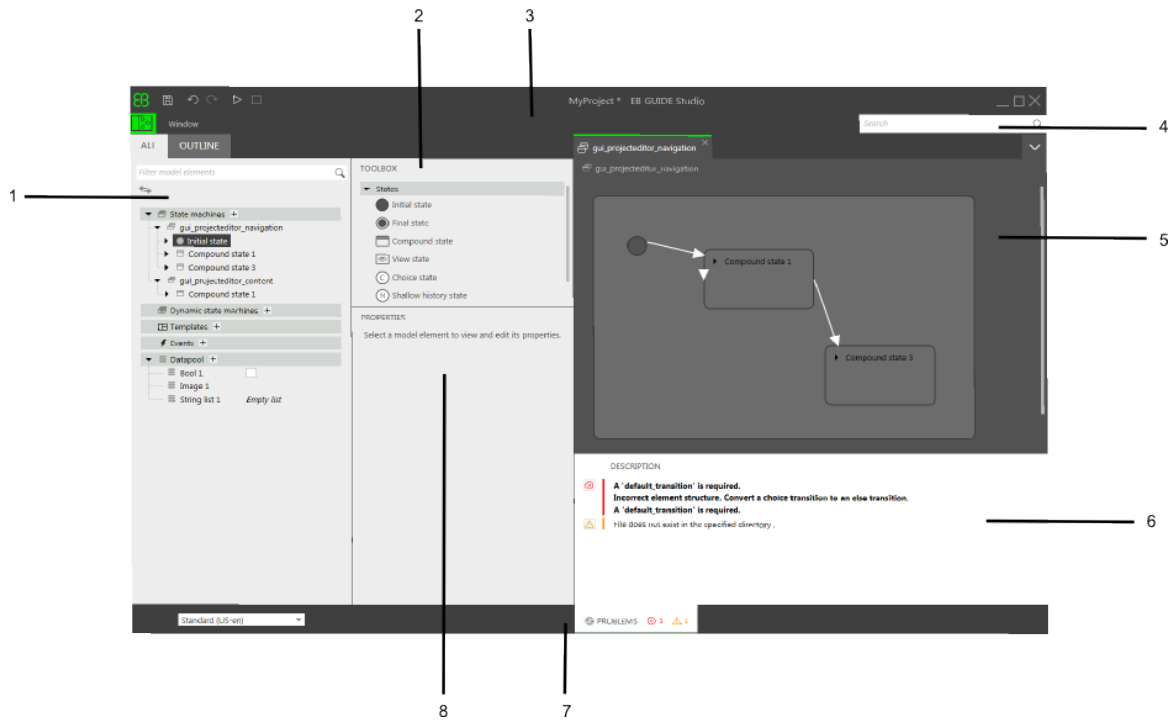 2
3
MyProject * EB GUIDE Studio
Window
Search
4
ALL OUTLINE
TOOLBOX
gui_projecteditor_navigation
Filter model elements
gui_projecteditor_navigation
1
States
Initial state
Final state
Compound state
View state
Choice state
Shallow history state
State machines +
gui_projecteditor_navigation
Initial state
Compound state 1
Compound state 3
gui_projecteditor_content
Compound state 1
Dynamic state machines +
Templates +
Events +
Datapool +
Bool 1
Image 1
String list 1 Empty list
PROPERTIES
Select a model element to view and edit its properties.
Compound state 1
Compound state 3
5
DESCRIPTION
A 'default_transition' is required.
Incorrect element structure. Convert a choice transition to an else transition.
A 'default_transition' is required.
File does not exist in the specified directory .
6
Standard (US-en)
PROBLEMS 3 1
8
7